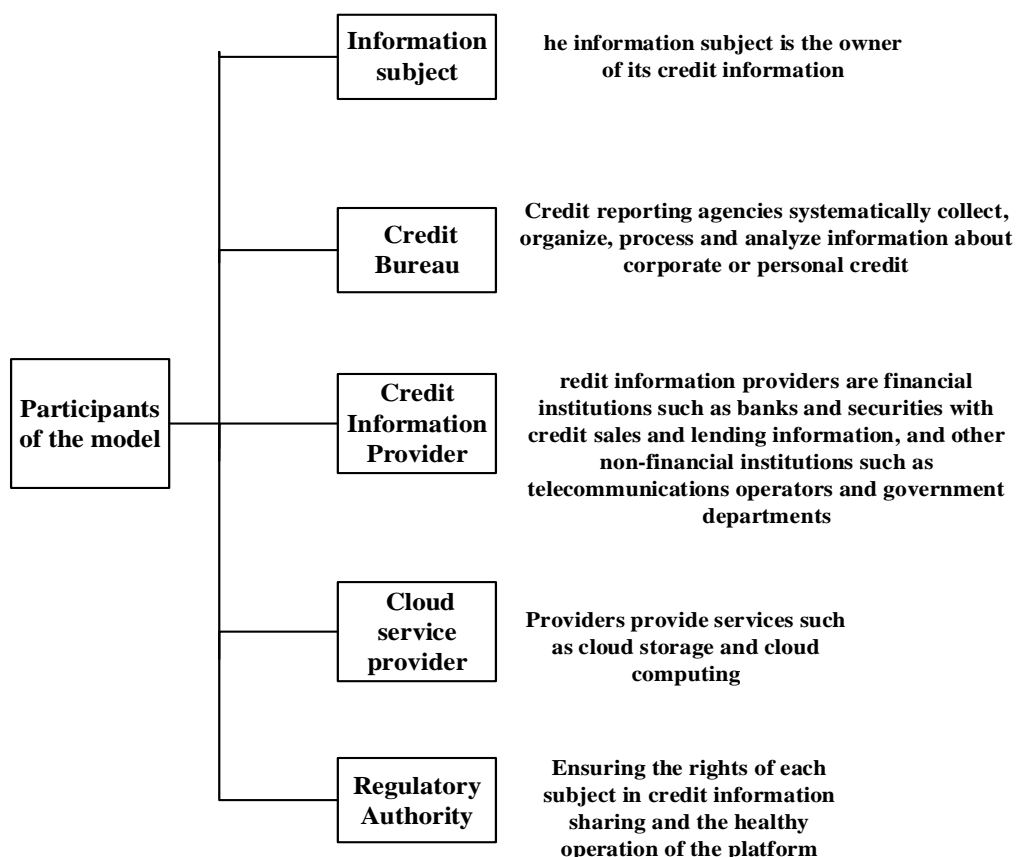 Information
subject
he information subject is the owner
of its credit information
Credit
Bureau
Credit reporting agencies systematically collect,
organize, process and analyze information about
corporate or personal credit
Participants
of the model
Credit
Information
Provider
redit information providers are financial
institutions such as banks and securities with
credit sales and lending information, and other
non-financial institutions such as
telecommunications operators and government
departments
Cloud
service
provider
Providers provide services such
as cloud storage and cloud
computing
Regulatory
Authority
Ensuring the rights of each
subject in credit information
sharing and the healthy
operation of the platform